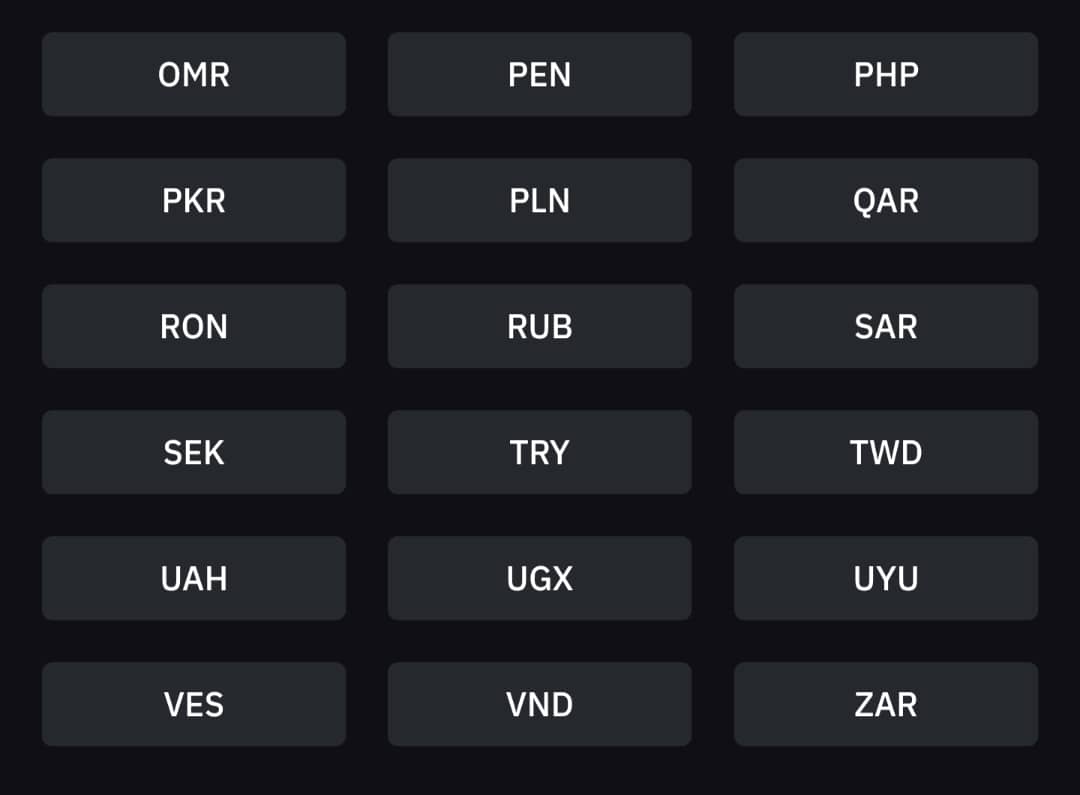 OMR PEN PHP
PKR PLN QAR
RON RUB SAR
SEK TRY TWD
UAH UGX UYU
VES VND ZAR